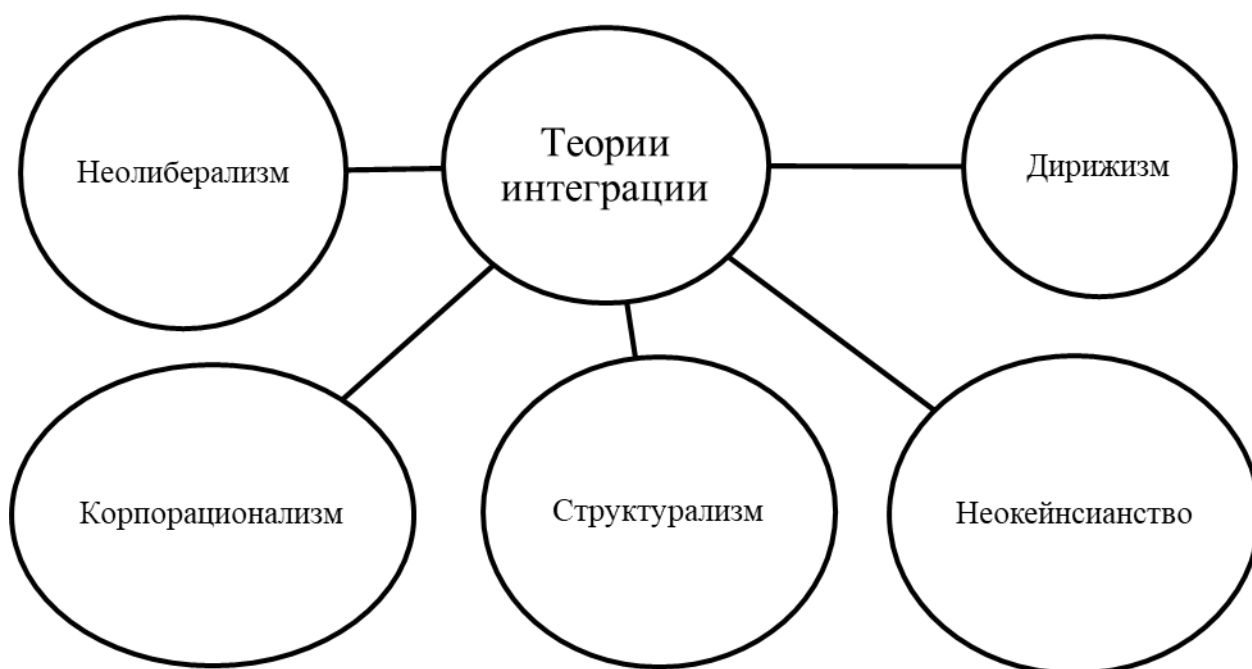 Теории
интеграции
Неолиберализм
Дирижизм
Корпорационализм
Структурализм
Неокейнсианство